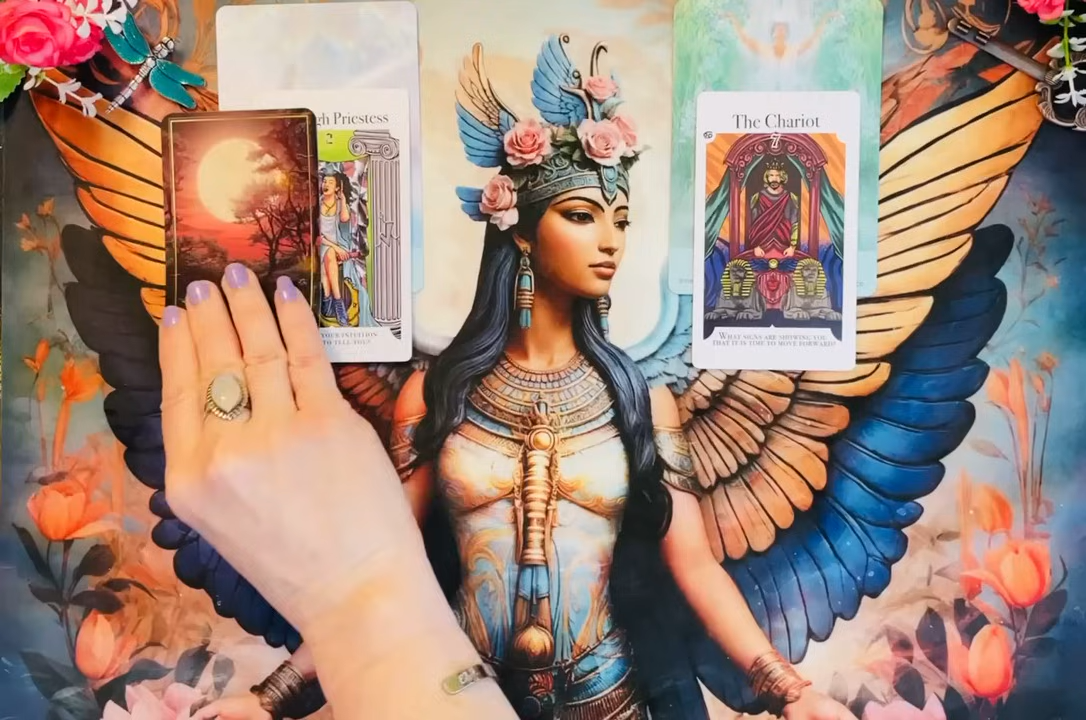 gh Priestess
2
YOUR INTUITION
TO TELL YOU?
The Chariot
7
WHAT SIGNS ARE SHOWING YOU
THAT IT IS TIME TO MOVE FORWARD?